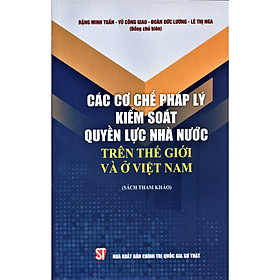 ĐẶNG MINH TUẤN - VŨ CÔNG GIAO - ĐOÀN ĐỨC LƯƠNG - LÊ THỊ NGA
(Đồng chủ biên)
CÁC CƠ CHẾ PHÁP LÝ
KIỂM SOÁT
QUYỀN LỰC NHÀ NƯỚC
TRÊN THẾ GIỚI
VÀ Ở VIỆT NAM
(SÁCH THAM KHẢO)
NHÀ XUẤT BẢN CHÍNH TRỊ QUỐC GIA SỰ THẬT